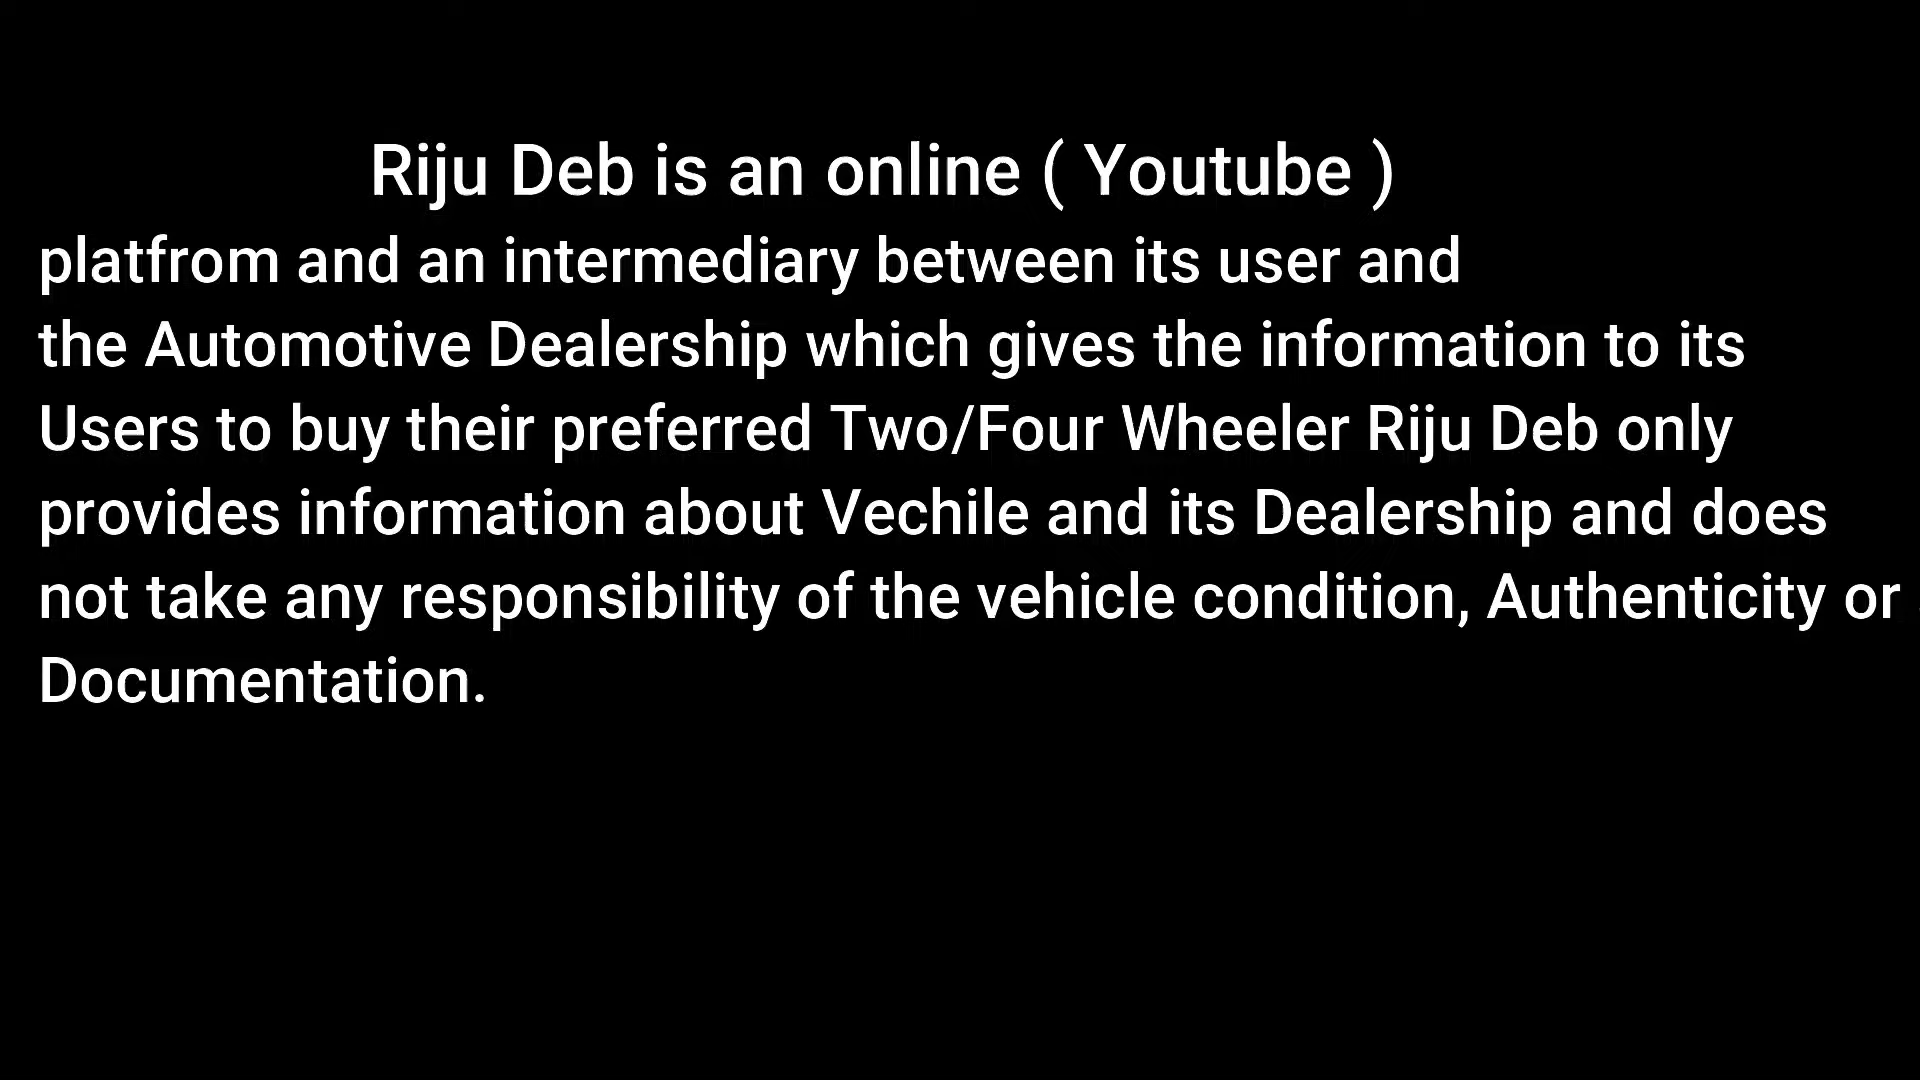 Riju Deb is an online ( Youtube )
platfrom and an intermediary between its user and
the Automotive Dealership which gives the information to its
Users to buy their preferred Two/Four Wheeler Riju Deb only
provides information about Vechile and its Dealership and does
not take any responsibility of the vehicle condition, Authenticity or
Documentation.